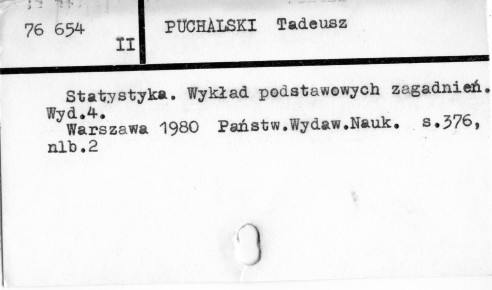 76 654
II
PUCHALSKI Tadeusz
Statystyka. Wykład podstawowych zagadnień.
Wyd.4.
Warszawa 1980 Państw.Wydaw.Nauk. s.376,
nlb.2